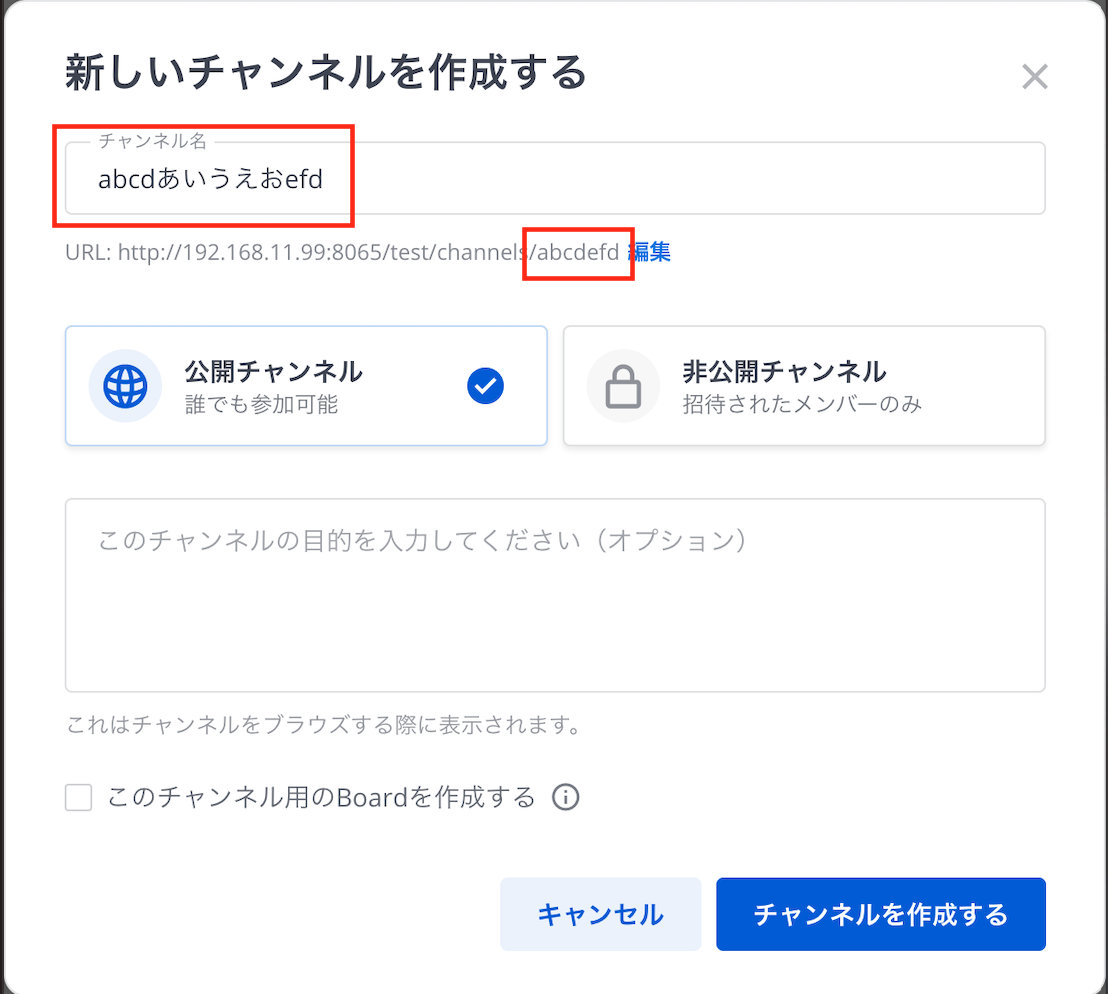 新しいチャンネルを作成する
チャンネル名
abcdあいうえおefd
URL: http://192.168.11.99:8065/test/channels/abcdefd 編集
公開チャンネル
誰でも参加可能
非公開チャンネル
招待されたメンバーのみ
このチャンネルの目的を入力してください（オプション）
これはチャンネルをブラウズする際に表示されます。
このチャンネル用のBoardを作成する
キャンセル
チャンネルを作成する